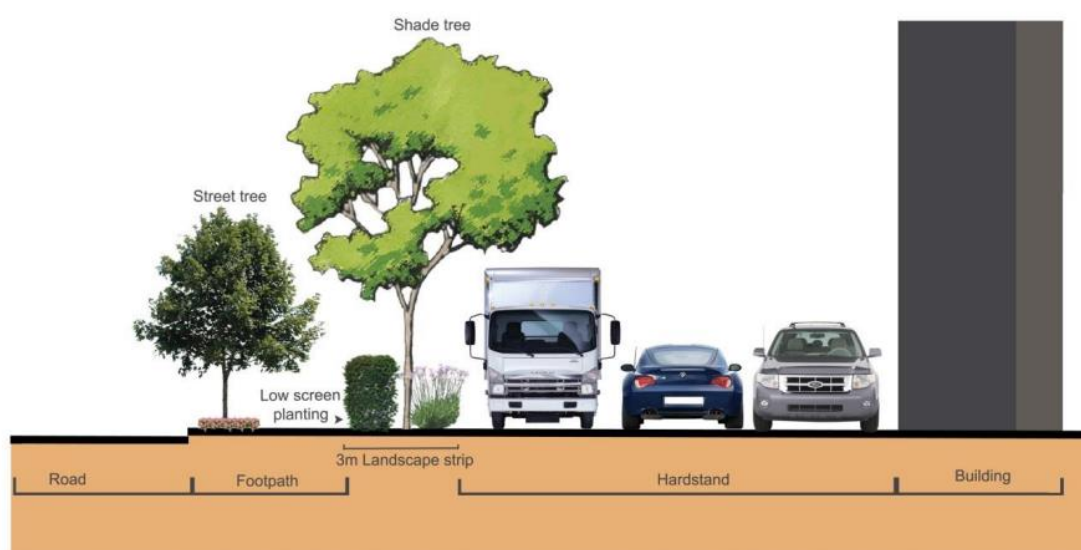 Shade tree
Street tree
Low screen
planting
3m Landscape strip
Road
Footpath
Hardstand
Building